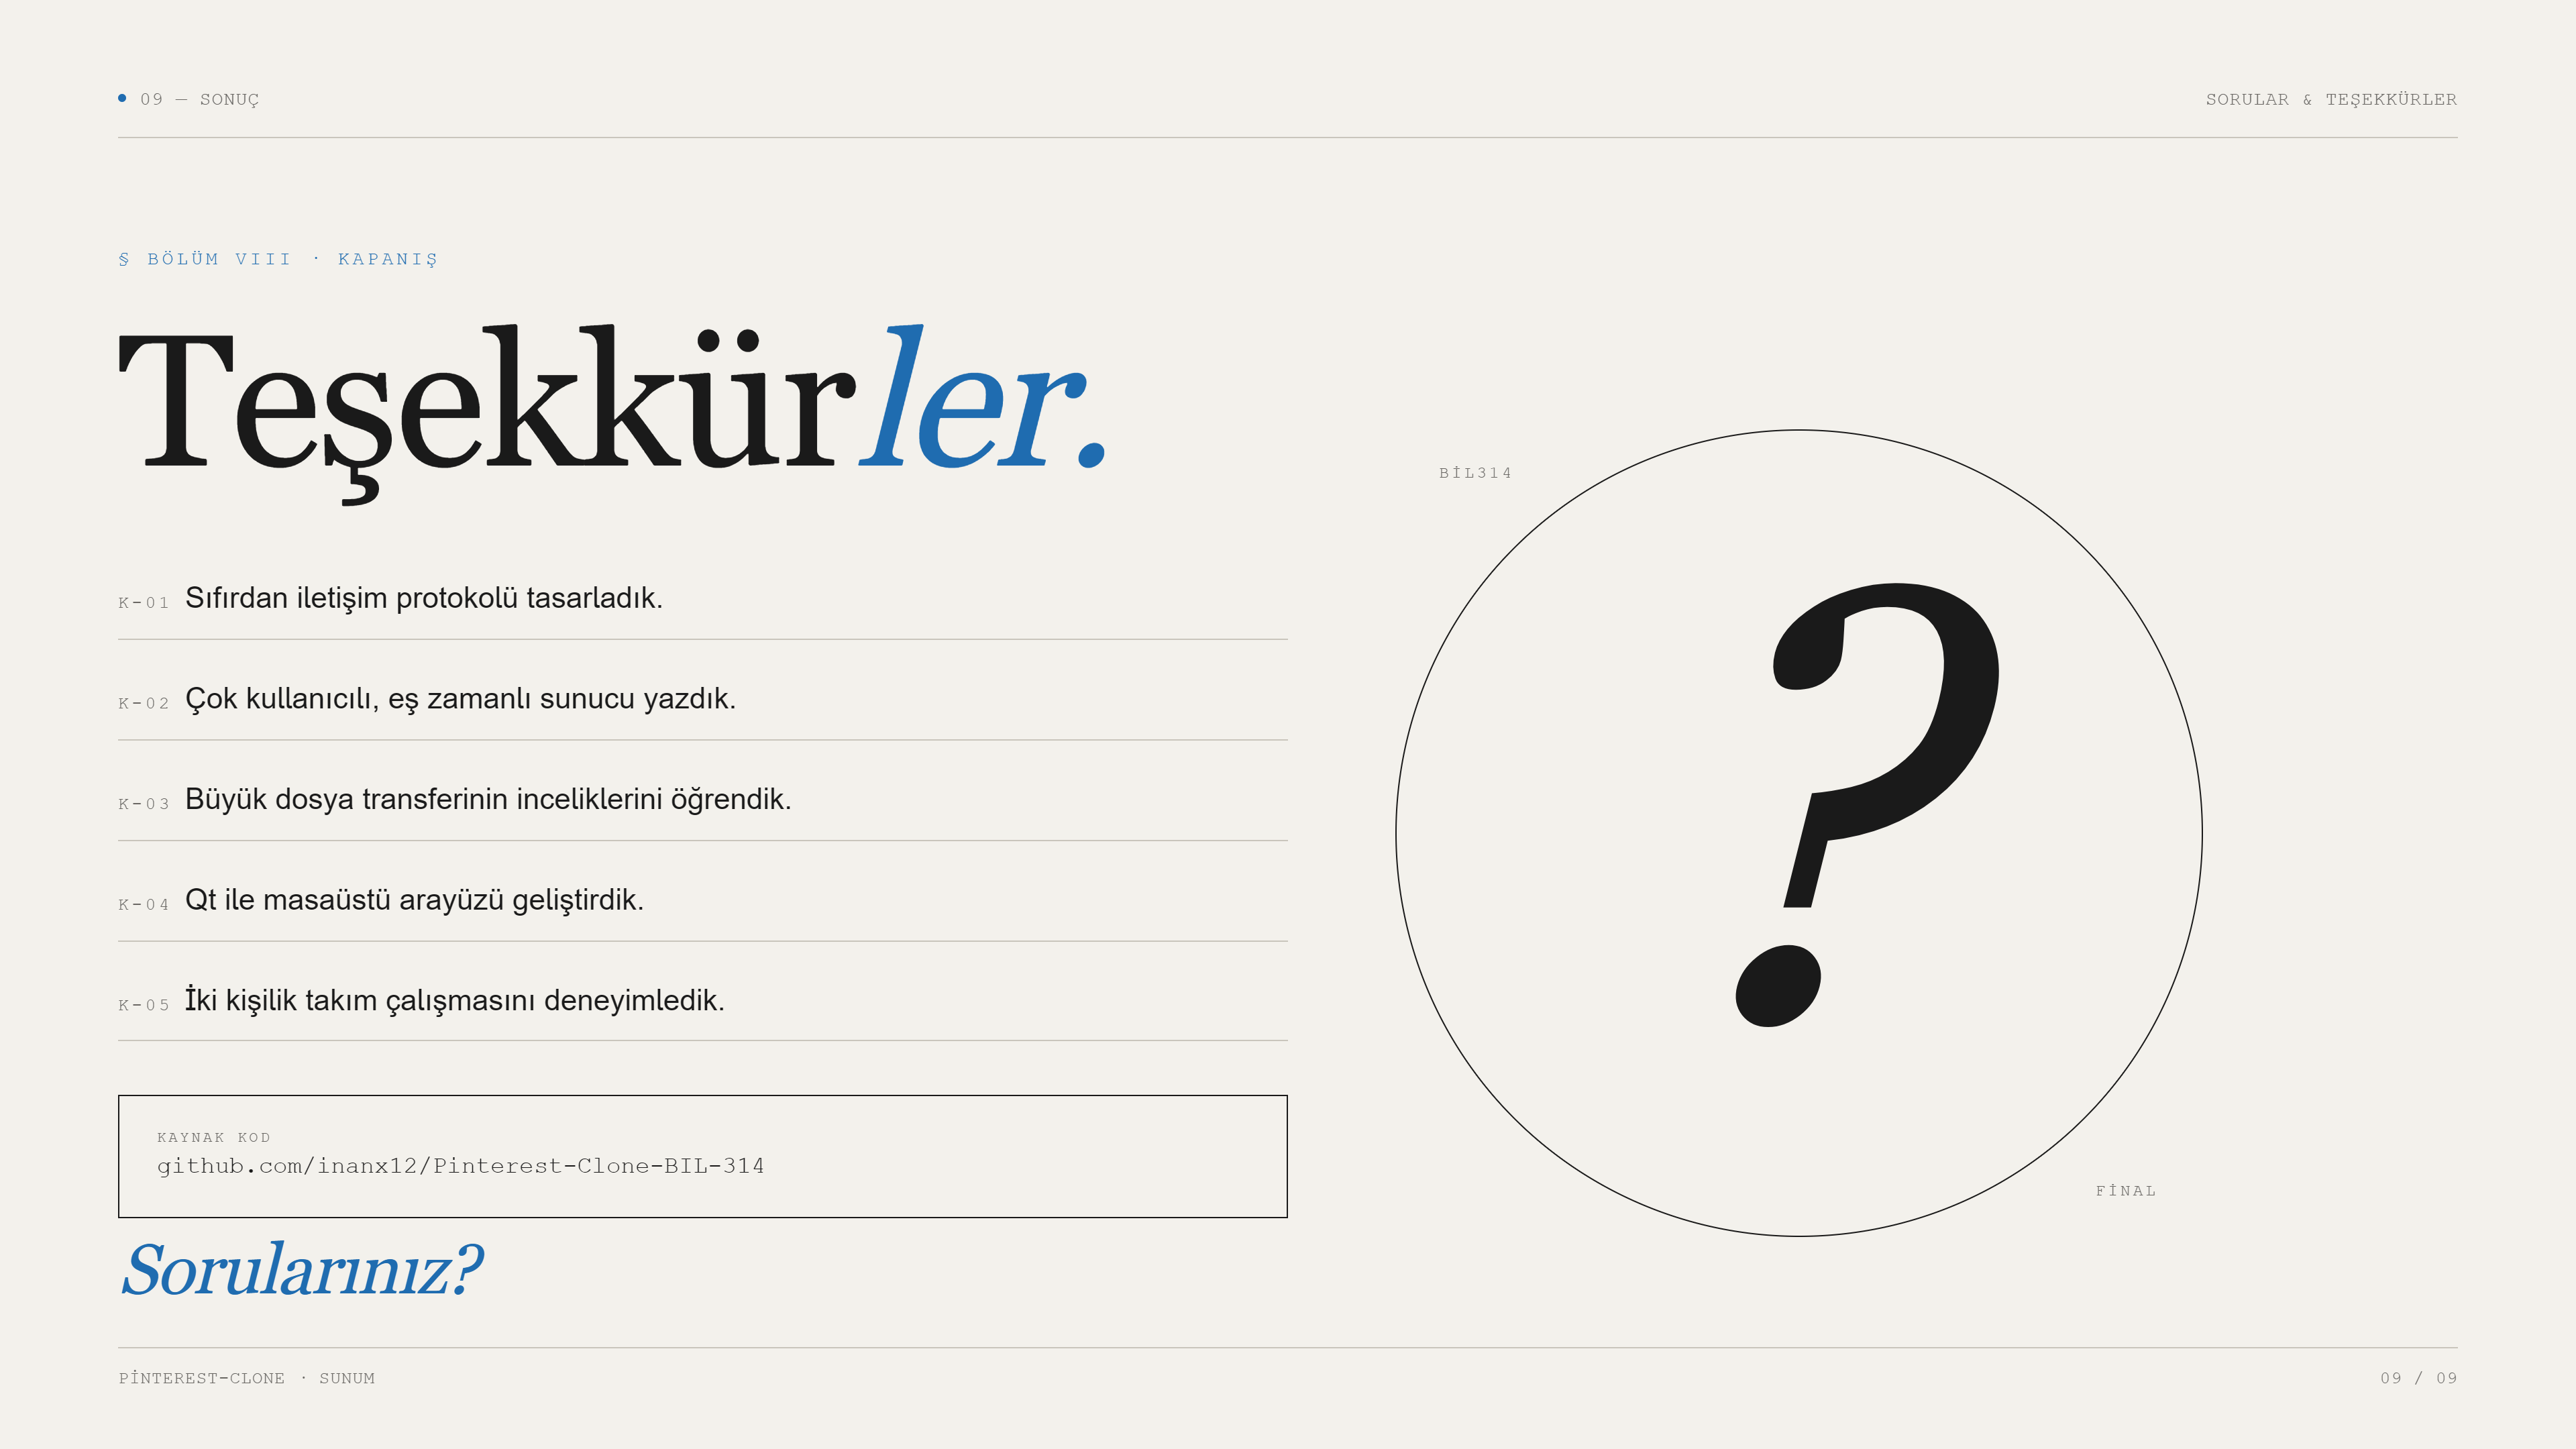 09 — SONUÇ
SORULAR & TEŞEKKÜRLER
§ BÖLÜM VIII · KAPANIŞ
Teşekkürler.
K-01 Sıfırdan iletişim protokolü tasarladık.
K-02 Çok kullanıcılı, eş zamanlı sunucu yazdık.
K-03 Büyük dosya transferinin inceliklerini öğrendik.
K-04 Qt ile masaüstü arayüzü geliştirdik.
K-05 İki kişilik takım çalışmasını deneyimledik.
KAYNAK KOD
github.com/inanx12/Pinterest-Clone-BIL-314
Sorularınız?
BİL314
?
FİNAL
PİNTEREST-CLONE · SUNUM
09 / 09